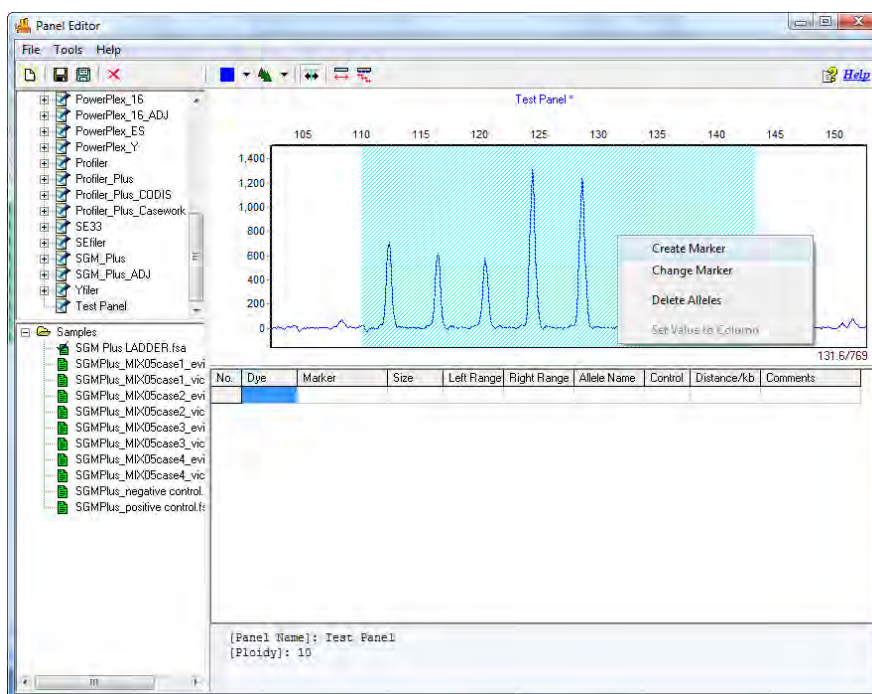 Panel Editor
File Tools Help
Help
PowerPlex_16
PowerPlex_16_ADJ
PowerPlex_ES
PowerPlex_Y
Profiler
Profiler_Plus
Profiler_Plus_CODIS
Profiler_Plus_Casework
SE33
SEfiler
SGM_Plus
SGM_Plus_ADJ
Yfiler
Test Panel
Samples
SGM Plus LADDER.fsa
SGMPlus_MIX05case1_evi
SGMPlus_MIX05case1_vic
SGMPlus_MIX05case2_evi
SGMPlus_MIX05case2_vic
SGMPlus_MIX05case3_evi
SGMPlus_MIX05case3_vic
SGMPlus_MIX05case4_evi
SGMPlus_MIX05case4_vic
SGMPlus_negative control.
SGMPlus_positive control.fs
Test Panel *
105 110 115 120 125 130 135 140 145 150
1,400
1,200
1,000
800
600
400
200
0
Create Marker
Change Marker
Delete Alleles
Set Value to Column
131.6/769
No. Dye Marker Size Left Range Right Range Allele Name Control Distance/kb Comments
[Panel Name]: Test Panel
[Ploidy]: 10